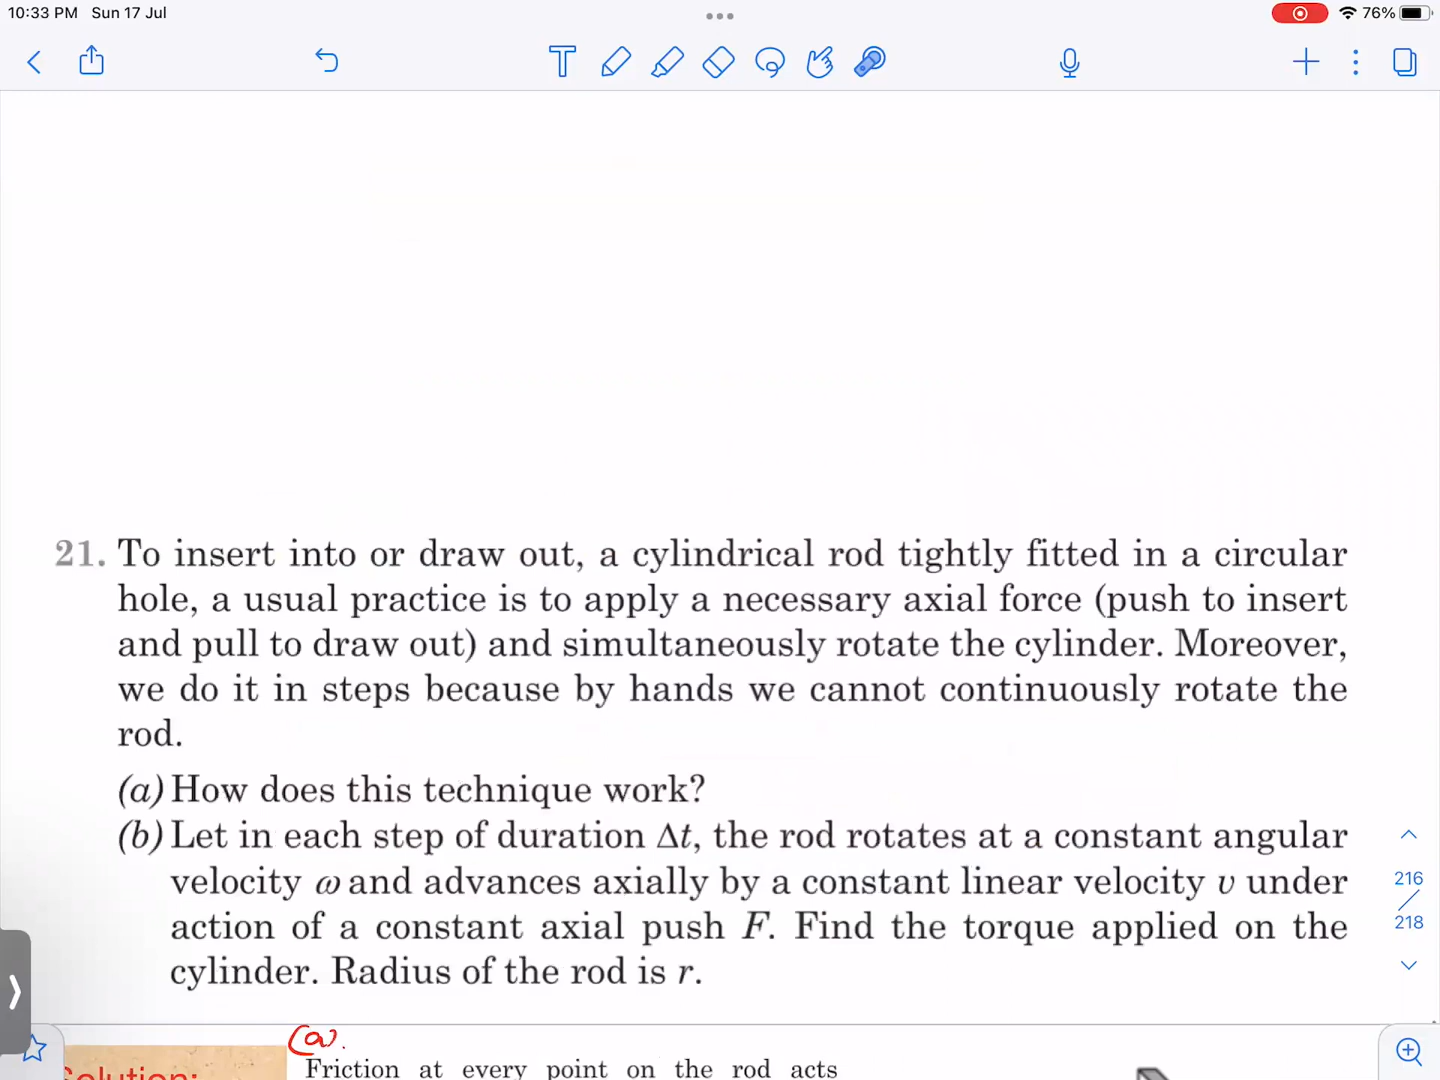 10:33 PM Sun 17 Jul
76%
T
21. To insert into or draw out, a cylindrical rod tightly fitted in a circular
hole, a usual practice is to apply a necessary axial force (push to insert
and pull to draw out) and simultaneously rotate the cylinder. Moreover,
we do it in steps because by hands we cannot continuously rotate the
rod.
(a) How does this technique work?
(b) Let in each step of duration Δt, the rod rotates at a constant angular
velocity ω and advances axially by a constant linear velocity v under
action of a constant axial push F. Find the torque applied on the
cylinder. Radius of the rod is r.
216
218
(a).
Solution:
Friction at every point on the rod acts